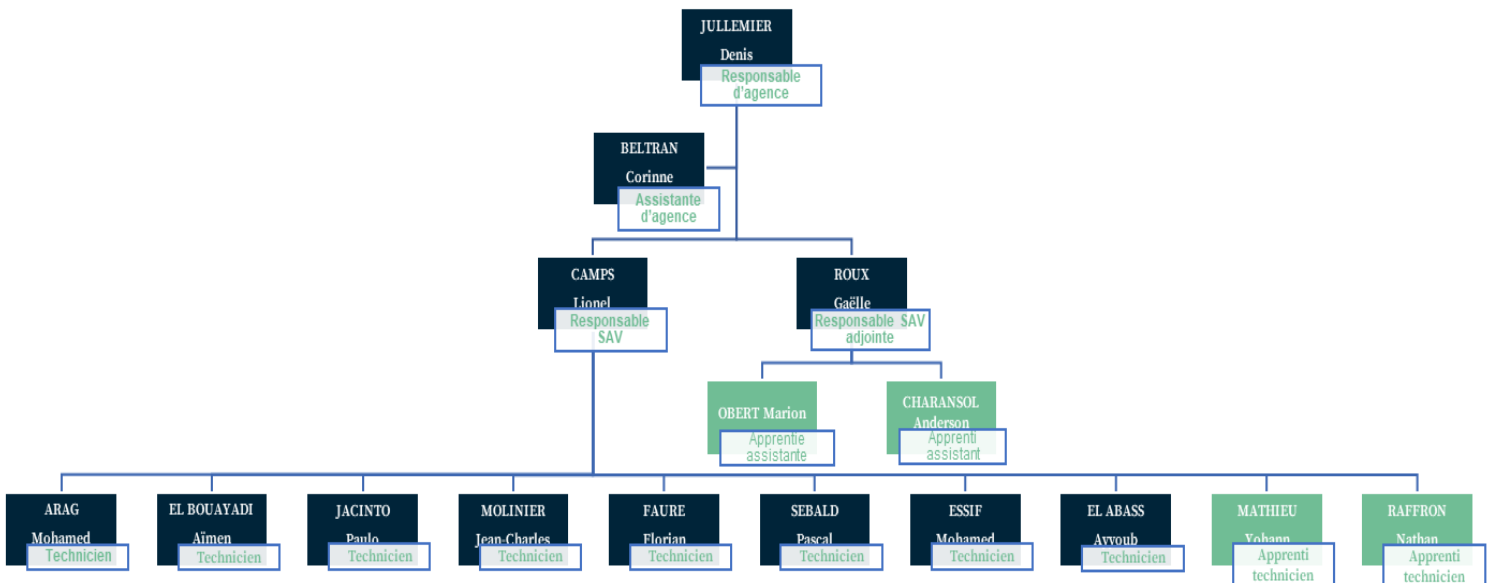 JULLEMIER
Denis
Responsable
d'agence
BELTRAN
Corinne
Assistante
d'agence
CAMPS
Lionel
Responsable
SAV
ROUX
Gaëlle
Responsable SAV
adjointe
OBERT Marion
Apprentie
assistante
CHARANSOL
Anderson
Apprenti
assistant
ARAG
Mohamed
Technicien
EL BOUAYADI
Aïmen
Technicien
JACINTO
Paulo
Technicien
MOLINIER
Jean-Charles
Technicien
FAURE
Florian
Technicien
SEBALD
Pascal
Technicien
ESSIF
Mohamed
Technicien
EL ABASS
Ayyoub
Technicien
MATHIEU
Yohann
Apprenti
technicien
RAFFRON
Nathan
Apprenti
technicien